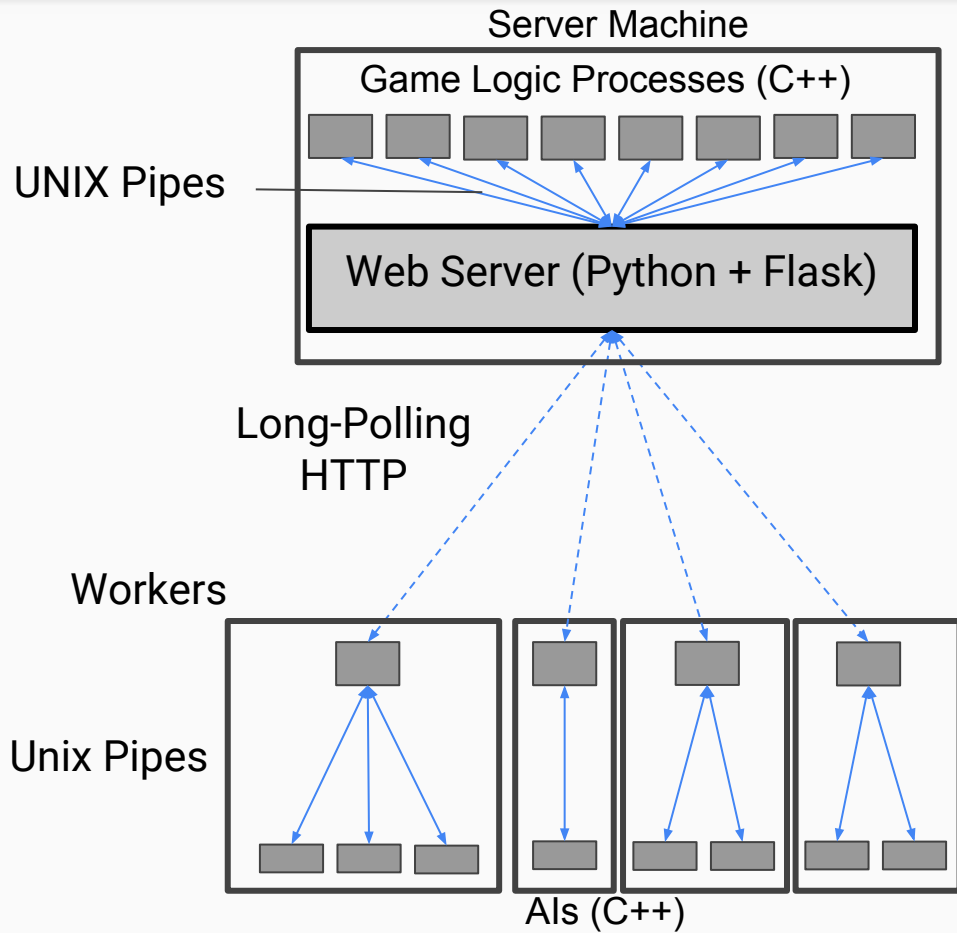 Server Machine
Game Logic Processes (C++)
UNIX Pipes
Web Server (Python + Flask)
Long-Polling
HTTP
Workers
Unix Pipes
AIs (C++)